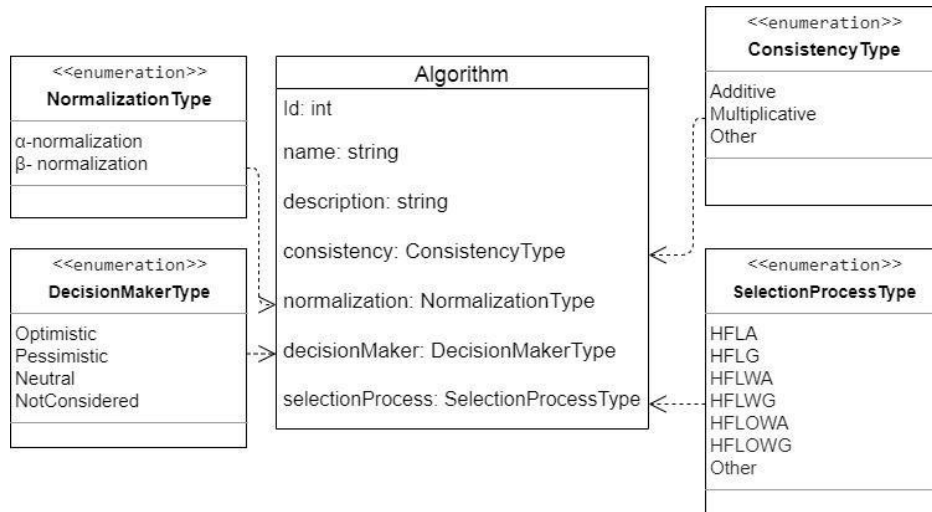 <<enumeration>>
NormalizationType
α-normalization
β- normalization
<<enumeration>>
DecisionMakerType
Optimistic
Pessimistic
Neutral
NotConsidered
Algorithm
Id: int
name: string
description: string
consistency: ConsistencyType
normalization: NormalizationType
decisionMaker: DecisionMakerType
selectionProcess: SelectionProcessType
<<enumeration>>
ConsistencyType
Additive
Multiplicative
Other
<<enumeration>>
SelectionProcessType
HFLA
HFLG
HFLWA
HFLWG
HFLOWA
HFLOWG
Other